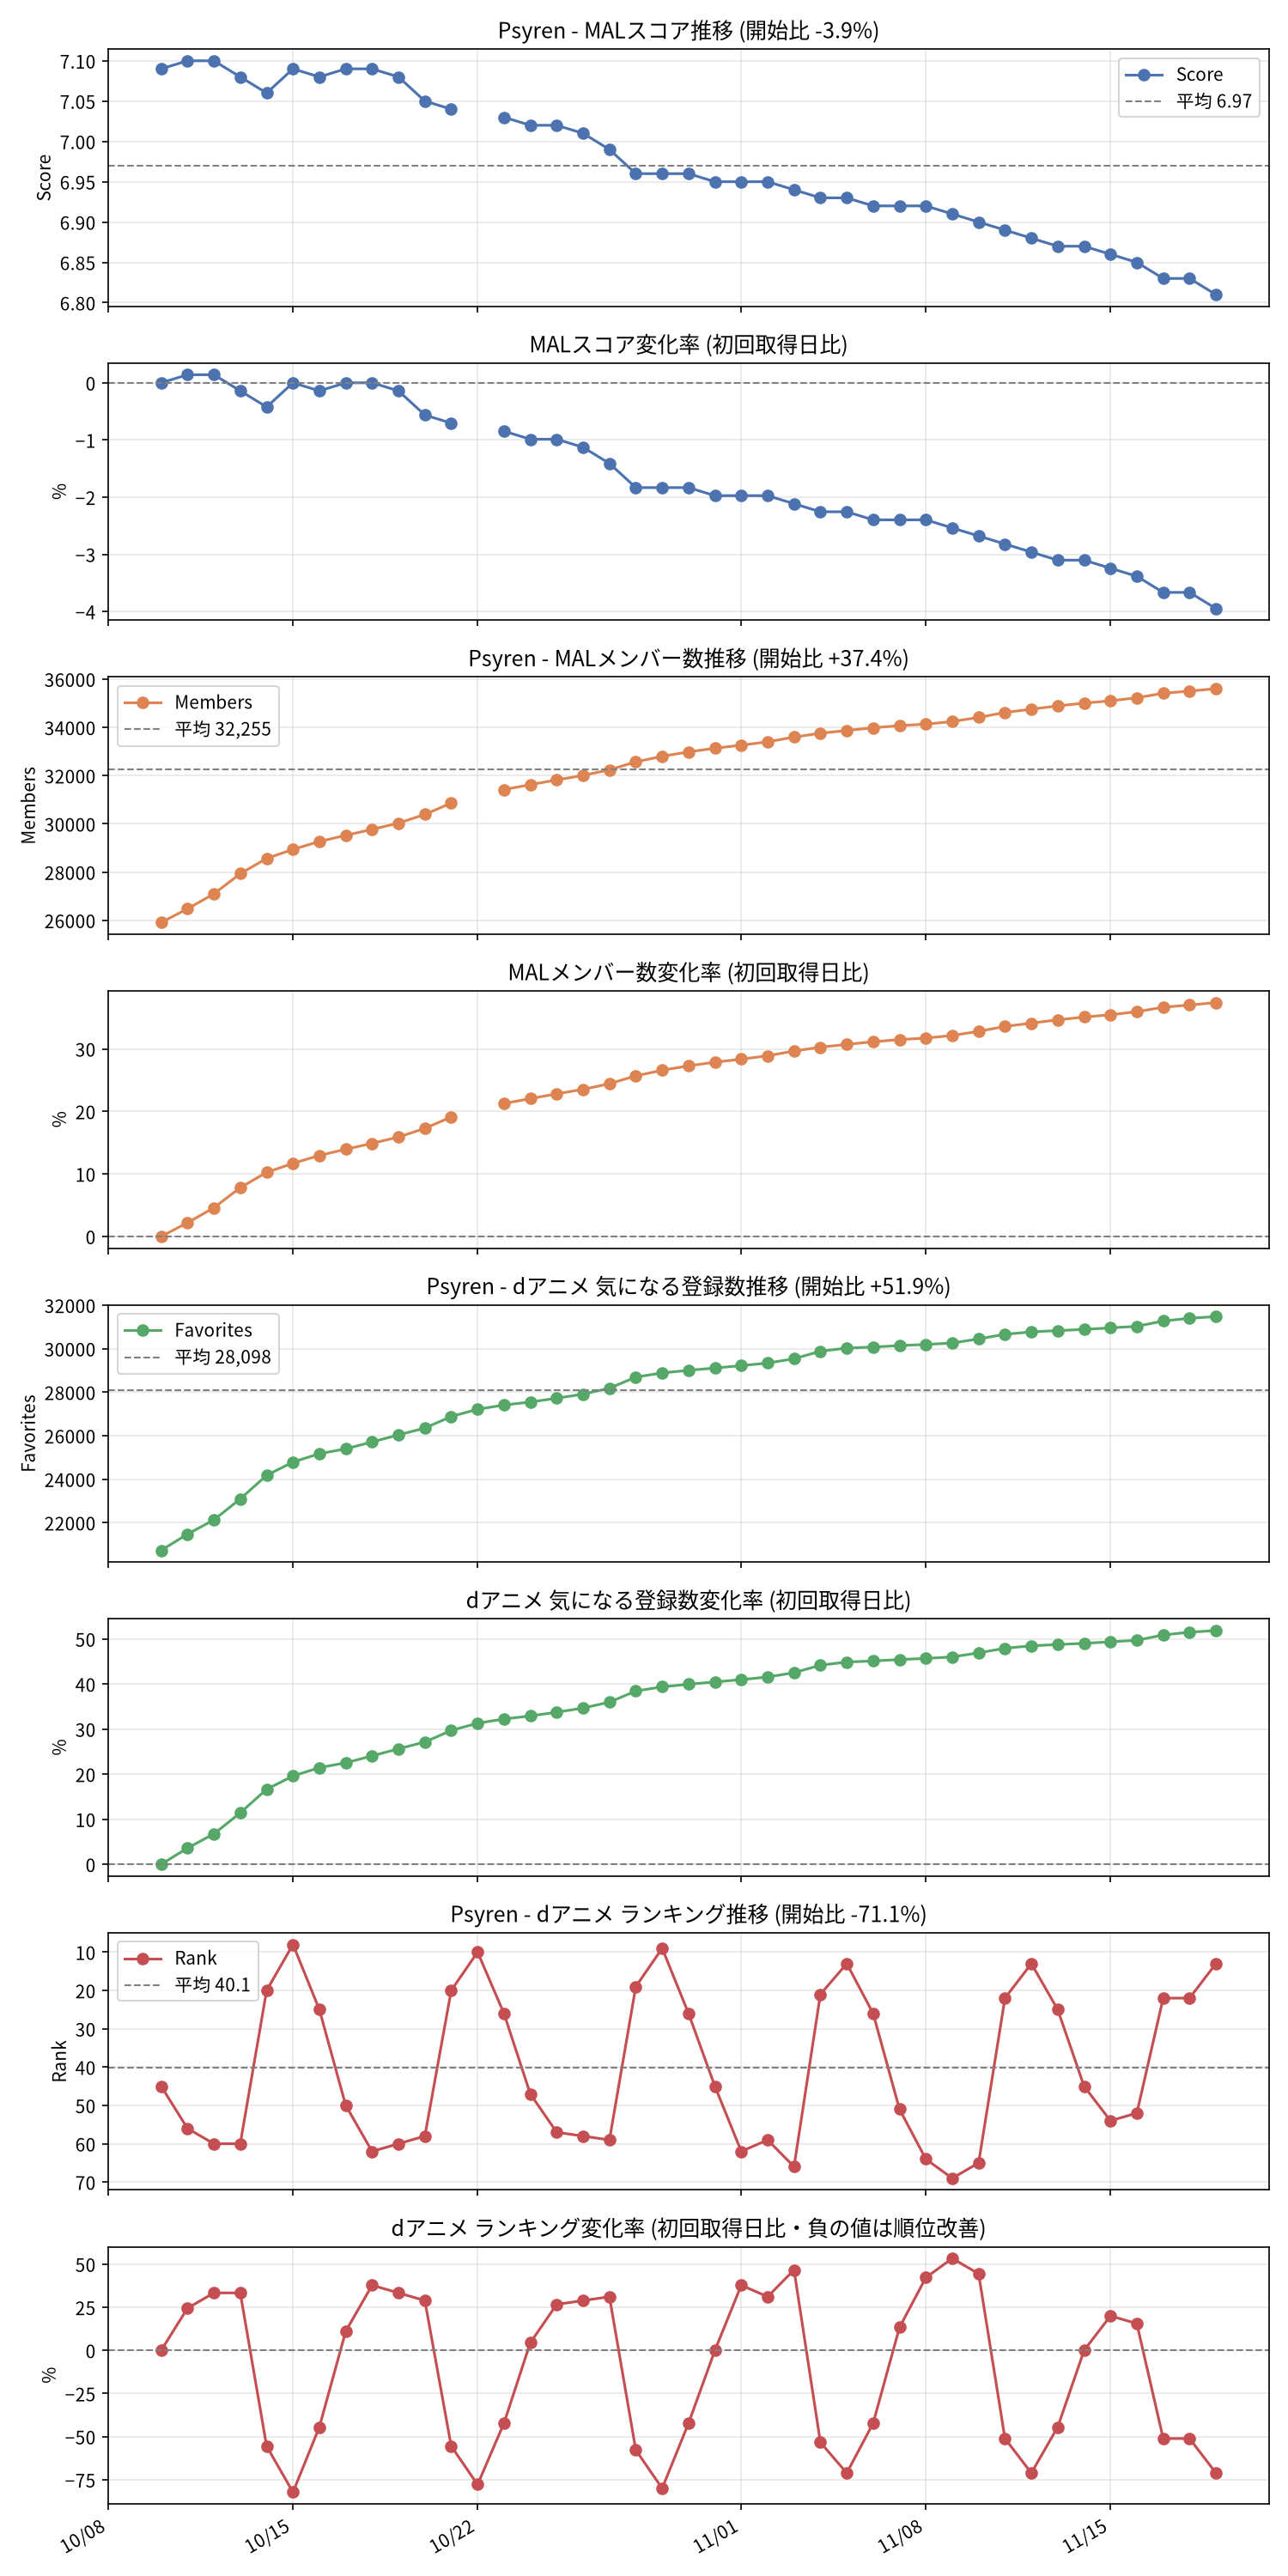 Psyren - MALスコア推移 (開始比 -3.9%)
Score
7.10
7.05
7.00
6.95
6.90
6.85
6.80
Score
平均 6.97
MALスコア変化率 (初回取得日比)
%
0
−1
−2
−3
−4
Psyren - MALメンバー数推移 (開始比 +37.4%)
Members
36000
34000
32000
30000
28000
26000
Members
平均 32,255
MALメンバー数変化率 (初回取得日比)
%
30
20
10
0
Psyren - dアニメ 気になる登録数推移 (開始比 +51.9%)
Favorites
32000
30000
28000
26000
24000
22000
Favorites
平均 28,098
dアニメ 気になる登録数変化率 (初回取得日比)
%
50
40
30
20
10
0
Psyren - dアニメ ランキング推移 (開始比 -71.1%)
Rank
10
20
30
40
50
60
70
Rank
平均 40.1
dアニメ ランキング変化率 (初回取得日比・負の値は順位改善)
%
50
25
0
−25
−50
−75
10/08
10/15
10/22
11/01
11/08
11/15